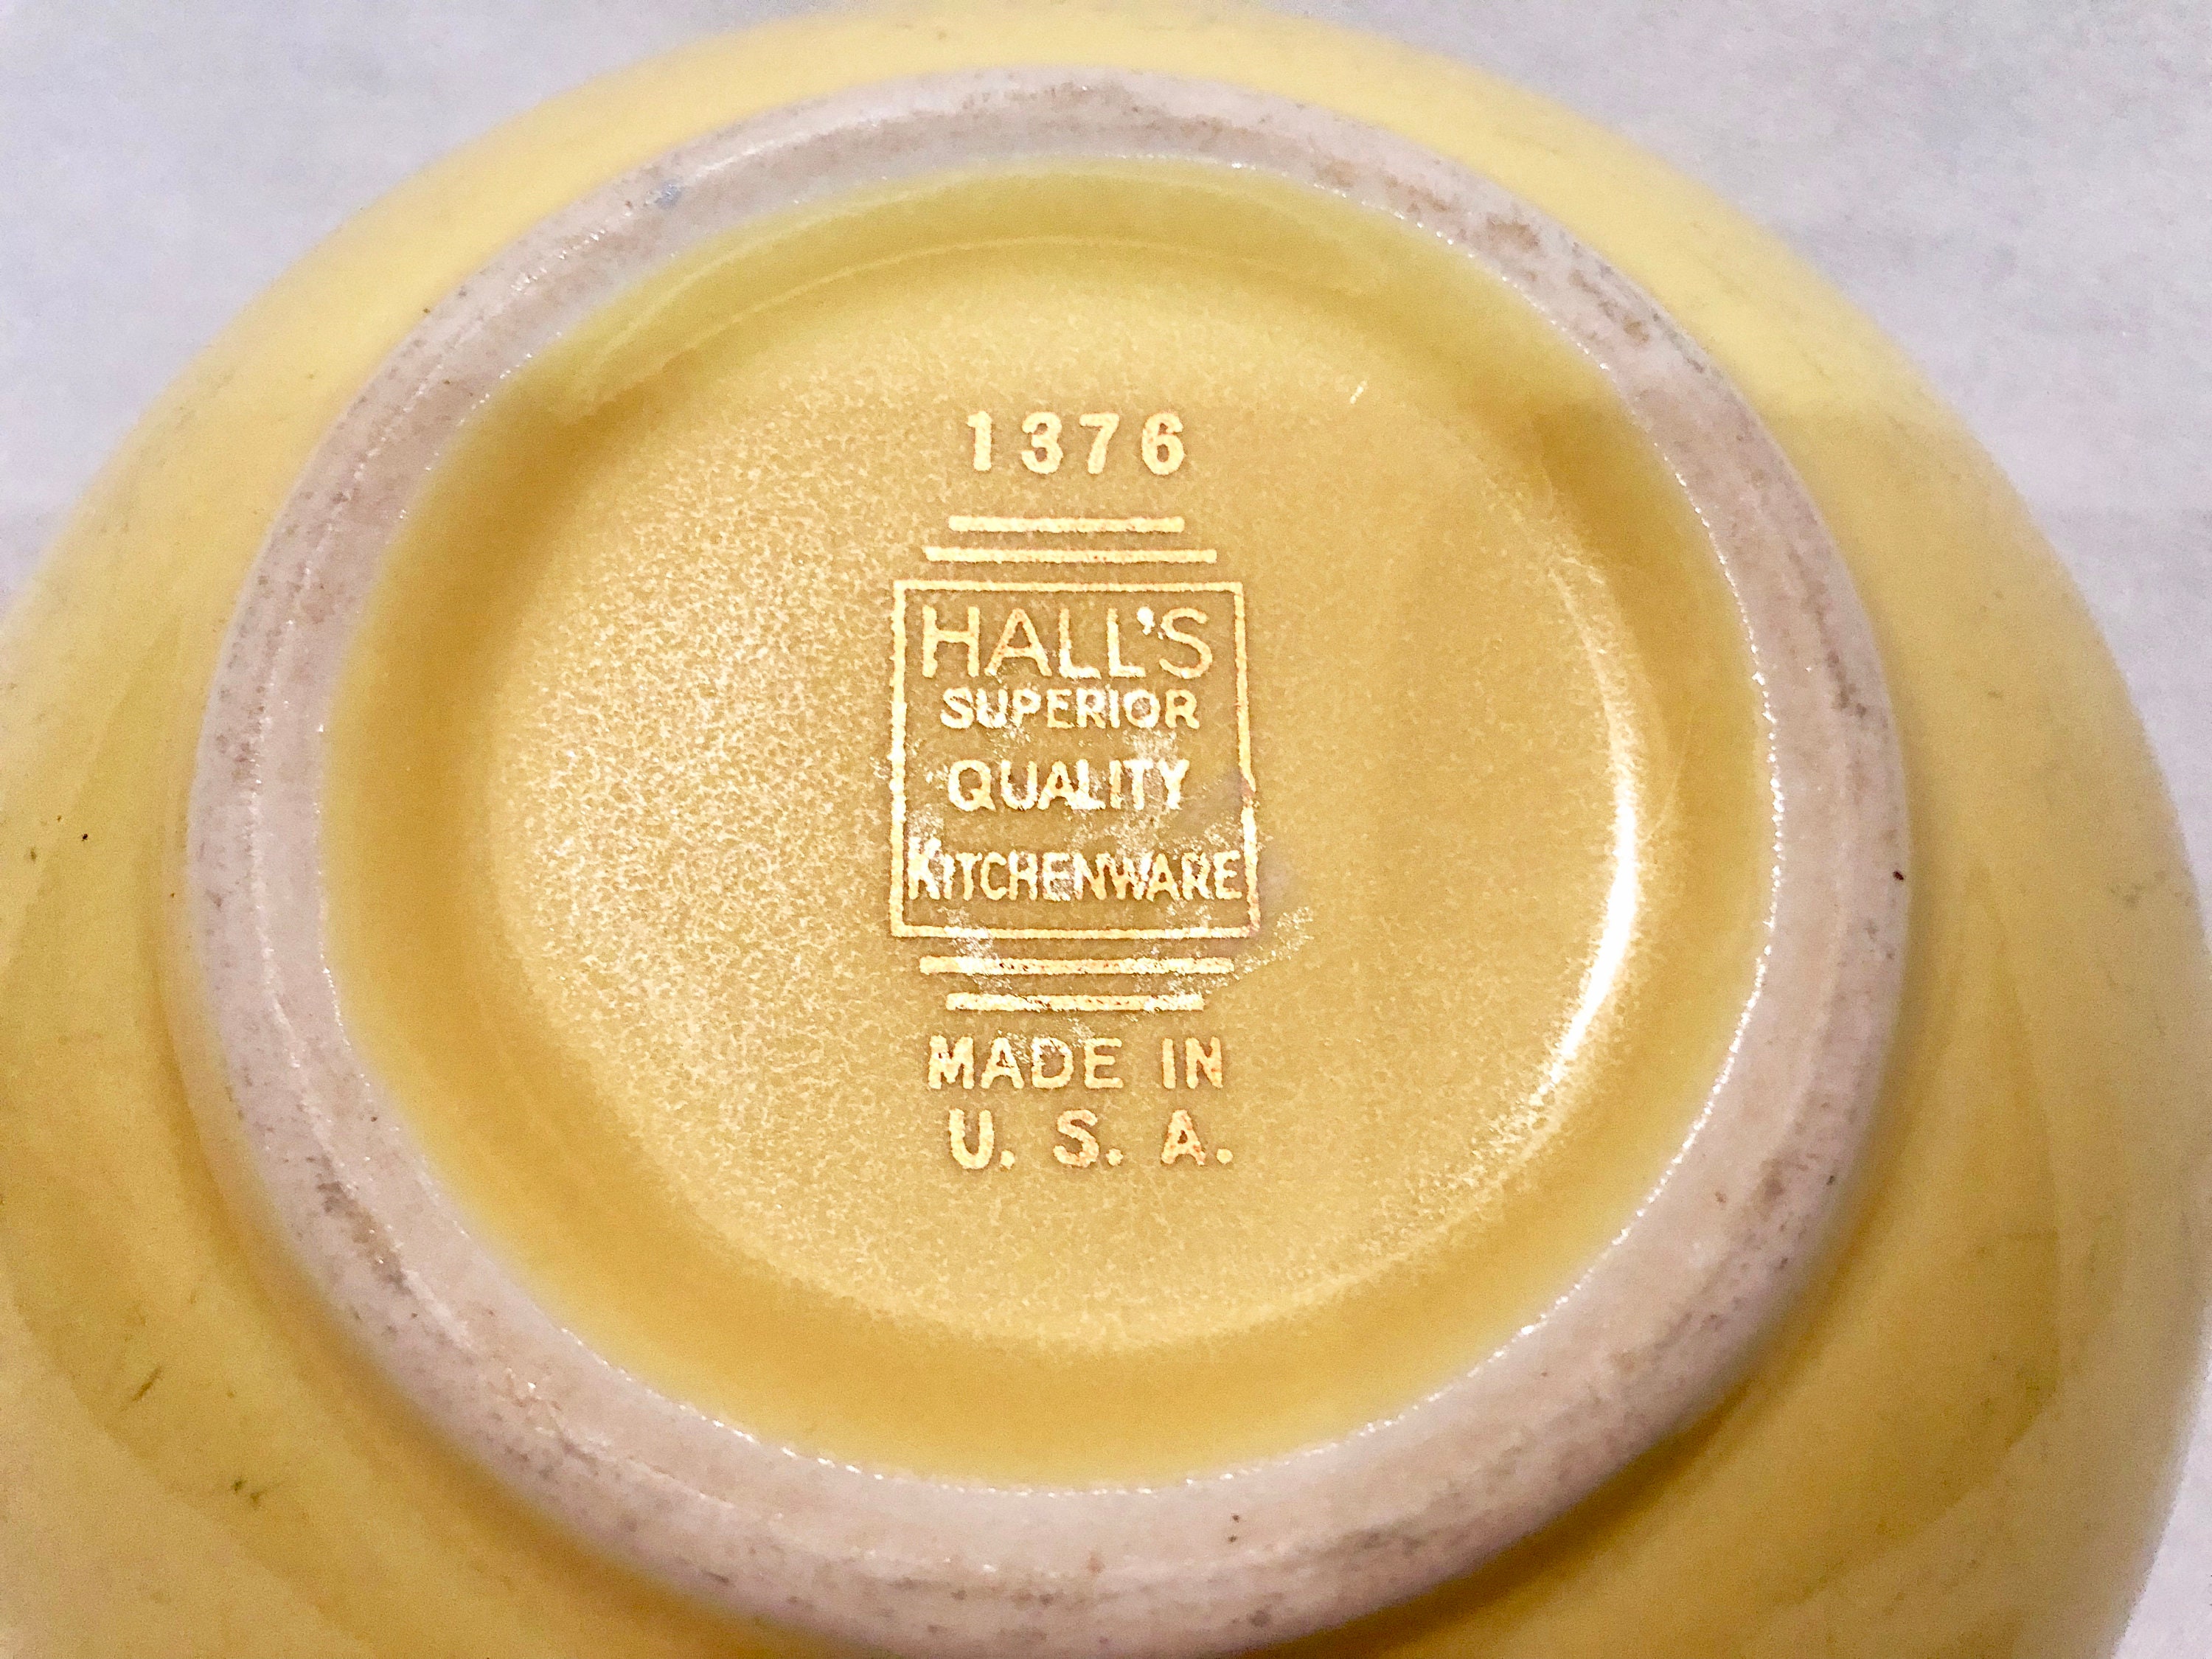 1376
HALL'S
SUPERIOR
QUALITY
KITCHENWARE
MADE IN
U. S. A.